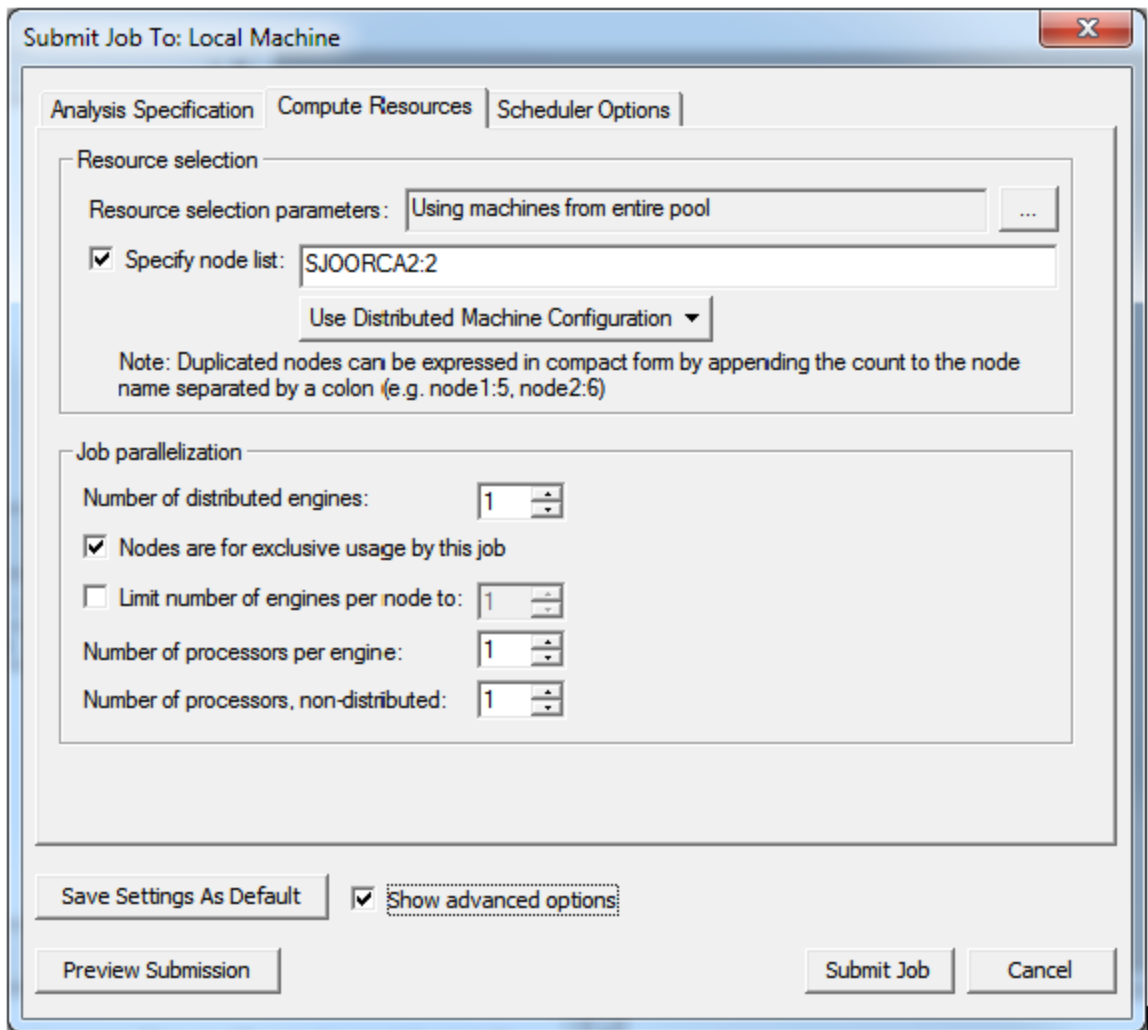 Submit Job To: Local Machine
Analysis Specification
Compute Resources
Scheduler Options
Resource selection
Resource selection parameters: Using machines from entire pool ...
Specify node list: SJOORCA2:2
Use Distributed Machine Configuration
Note: Duplicated nodes can be expressed in compact form by appending the count to the node
name separated by a colon (e.g. node1:5, node2:6)
Job parallelization
Number of distributed engines: 1
Nodes are for exclusive usage by this job
Limit number of engines per node to: 1
Number of processors per engine: 1
Number of processors, non-distributed: 1
Save Settings As Default
Show advanced options
Preview Submission
Submit Job
Cancel